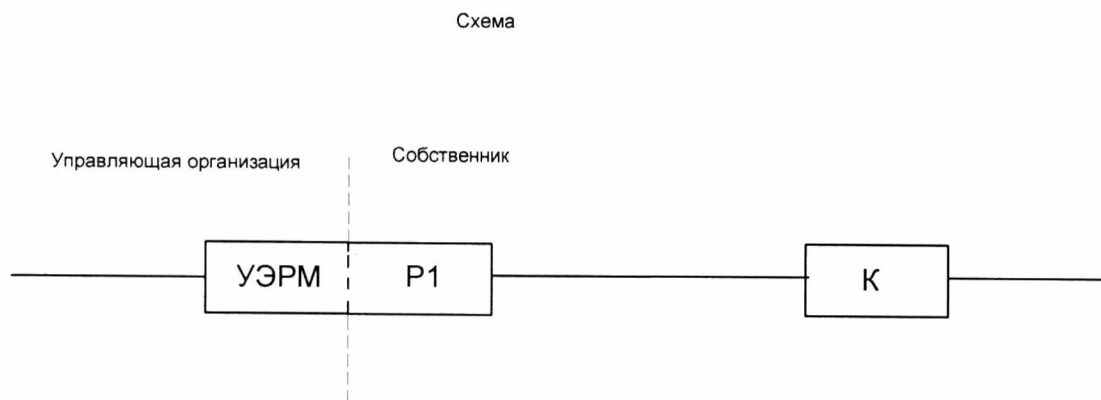 Схема
Управляющая организация
Собственник
УЭРМ
Р1
К